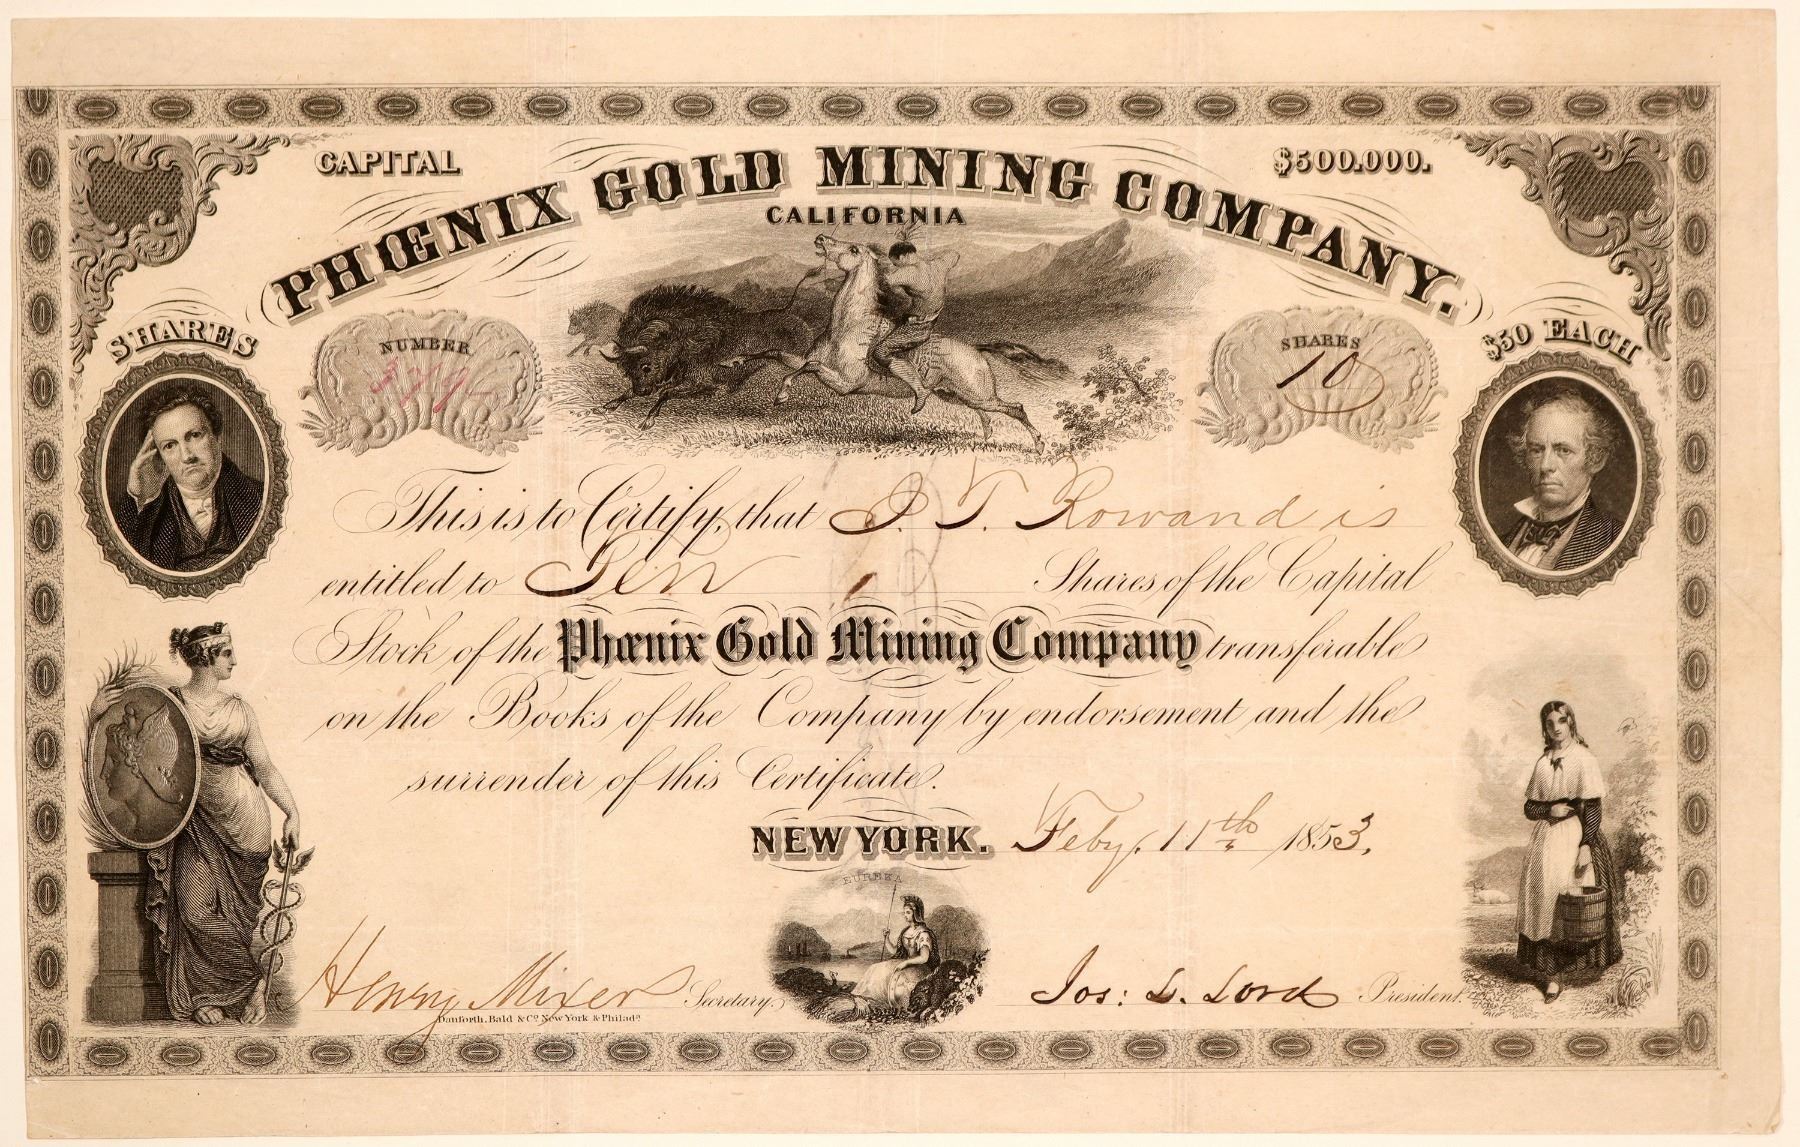 CAPITAL $500.000.
PHŒNIX GOLD MINING COMPANY.
CALIFORNIA
SHARES $50 EACH
NUMBER 379 SHARES 10
This is to Certify, that J. T. Rowand is
entitled to Ten Shares of the Capital
Stock of the Phœnix Gold Mining Company transferable
on the Books of the Company by endorsement and the
surrender of this Certificate.
NEW YORK. Feby. 11th 1853.
EUREKA
Henry Mixer Secretary. Jos: L. Lord President.
Danforth, Bald & Co. New York & Philada.